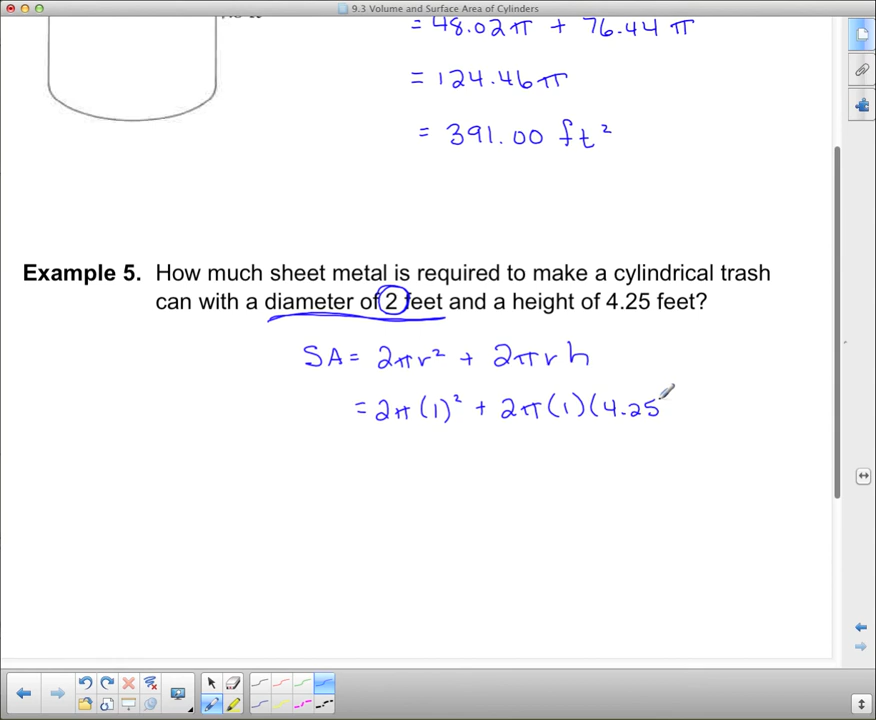 9.3 Volume and Surface Area of Cylinders
= 48.02π + 76.44π
= 124.46π
= 391.00 ft²
Example 5. How much sheet metal is required to make a cylindrical trash
can with a diameter of 2 feet and a height of 4.25 feet?
SA = 2πr² + 2πrh
= 2π(1)² + 2π(1)(4.25